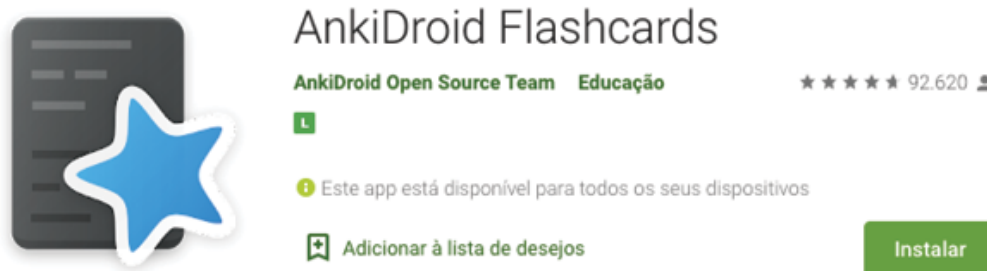 AnkiDroid Flashcards
AnkiDroid Open Source Team Educação 92.620
L
Este app está disponível para todos os seus dispositivos
Adicionar à lista de desejos
Instalar